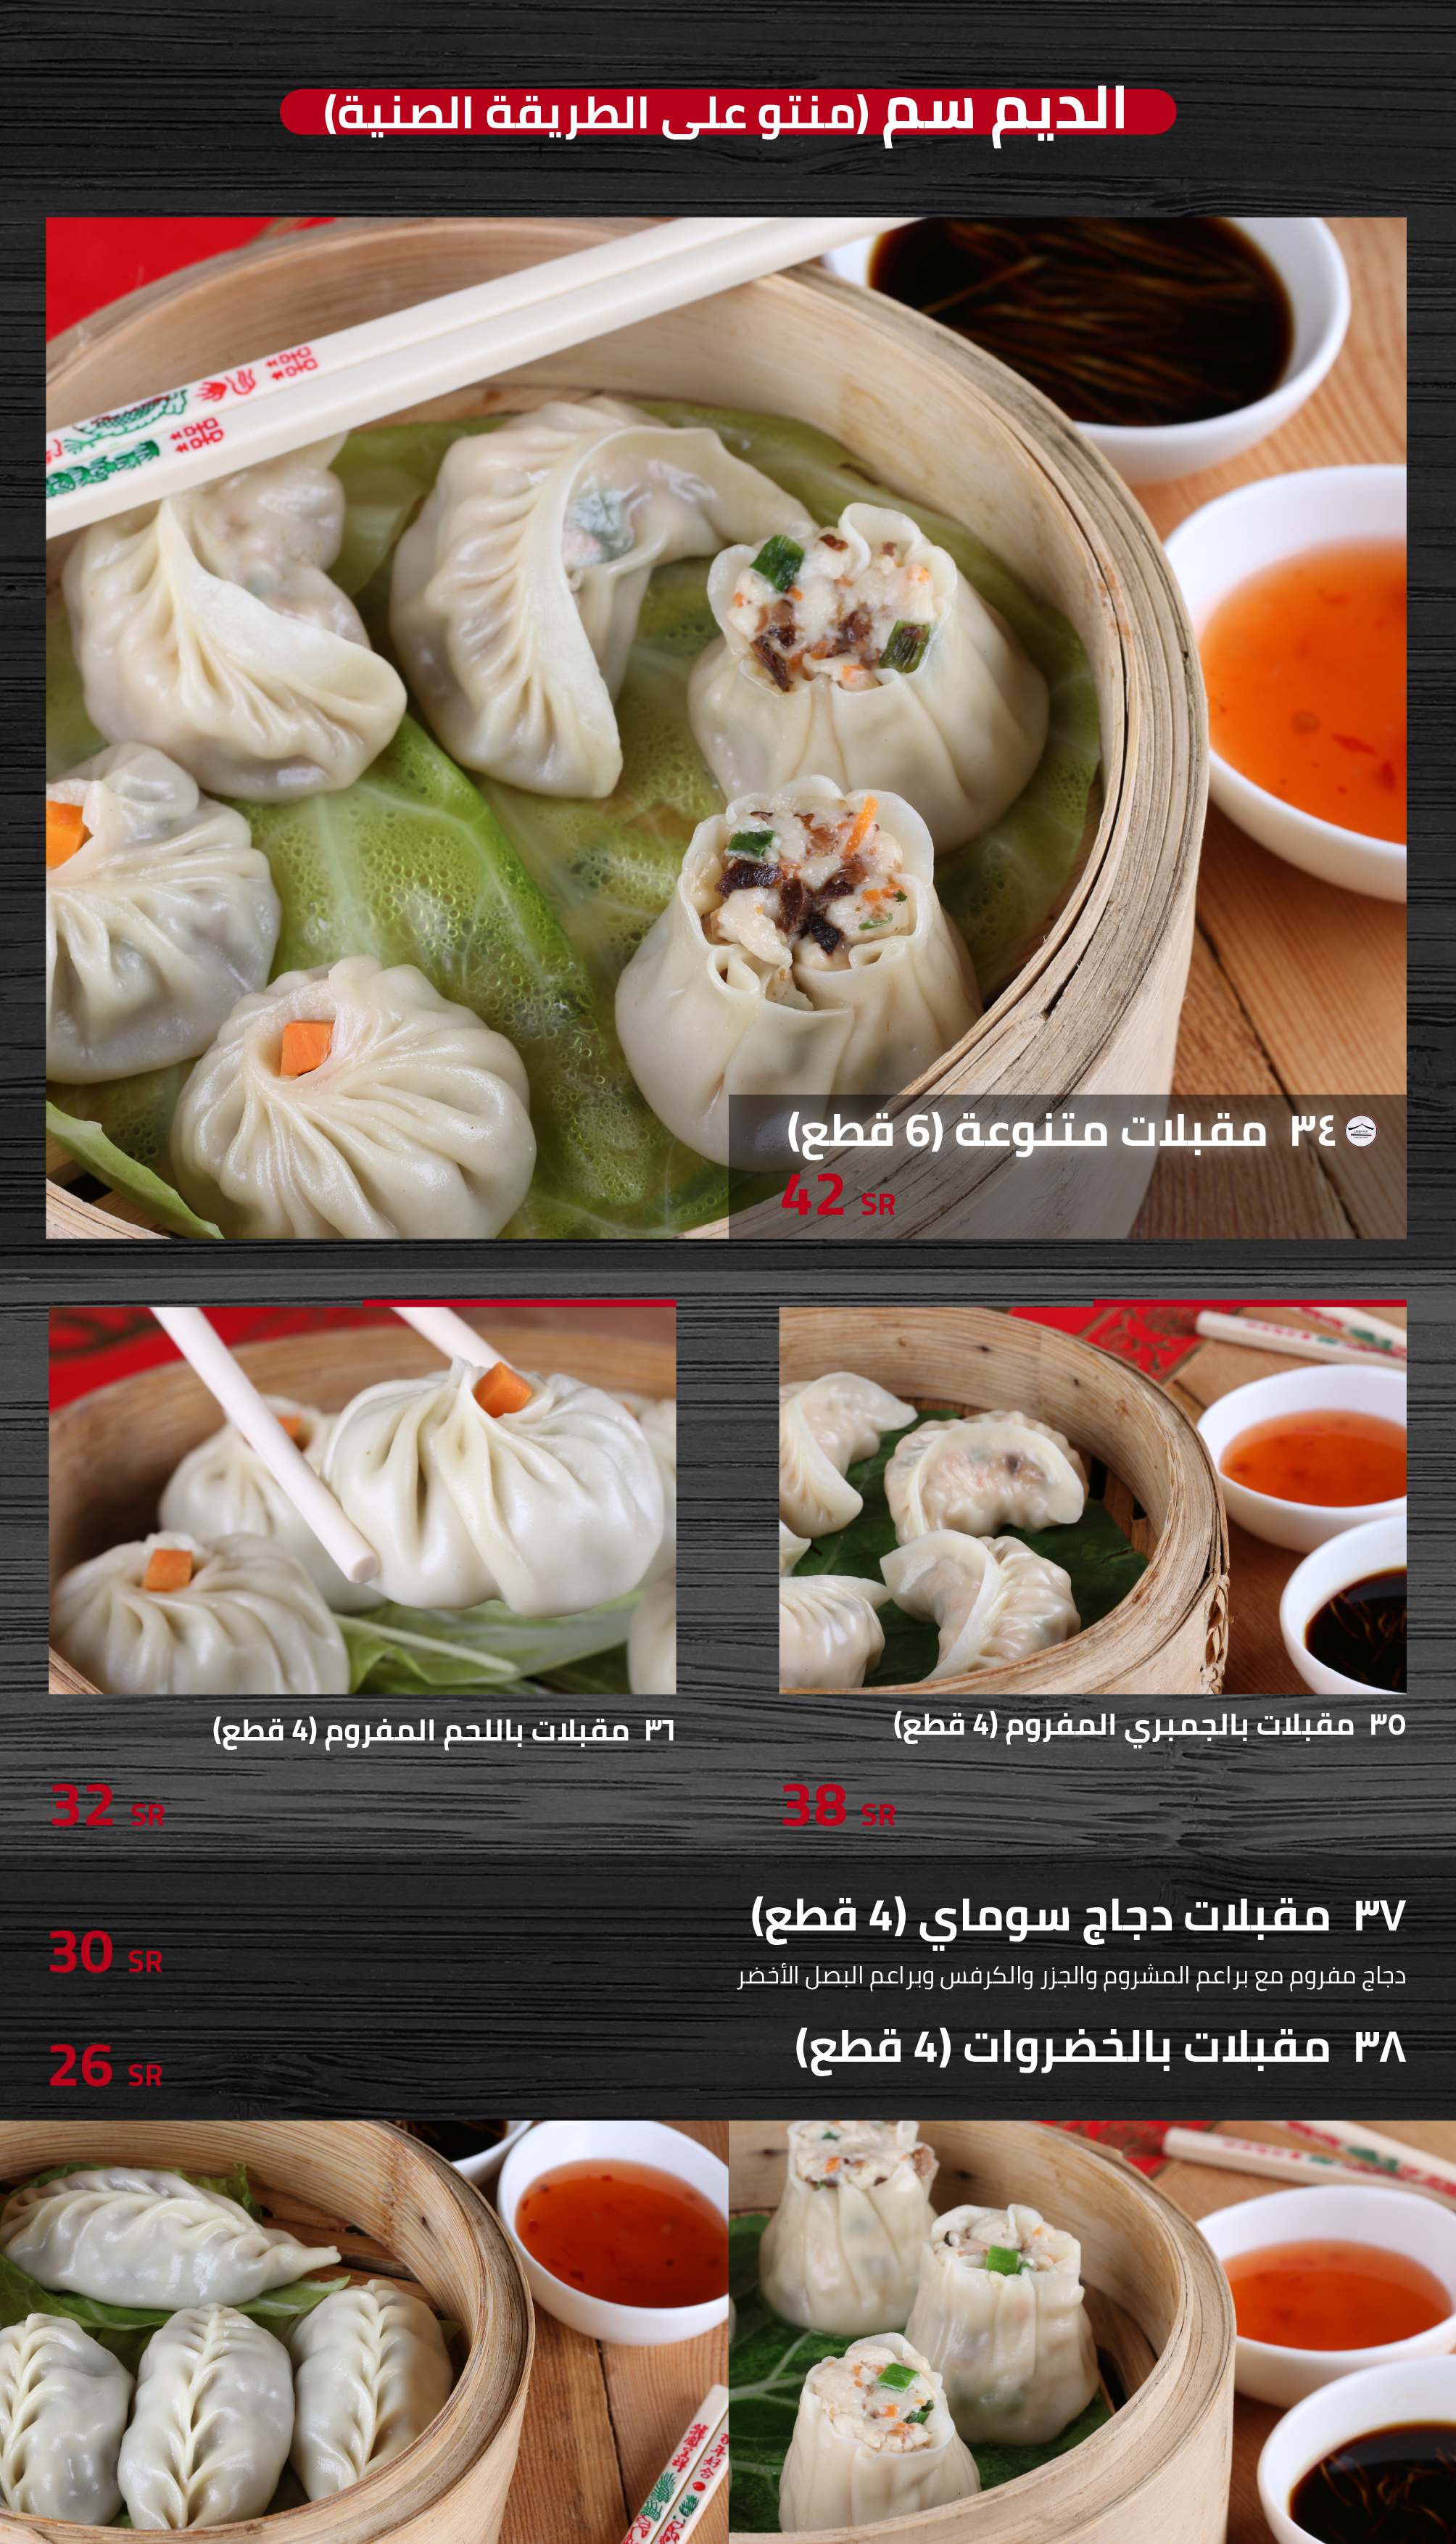 الديم سم (منتو على الطريقة الصنية)
٣٤ مقبلات متنوعة (6 قطع)
42 SR
٣٥ مقبلات بالجمبري المفروم (4 قطع)
38 SR
٣٦ مقبلات باللحم المفروم (4 قطع)
32 SR
٣٧ مقبلات دجاج سوماي (4 قطع)
30 SR
دجاج مفروم مع براعم المشروم والجزر والكرفس وبراعم البصل الأخضر
٣٨ مقبلات بالخضروات (4 قطع)
26 SR